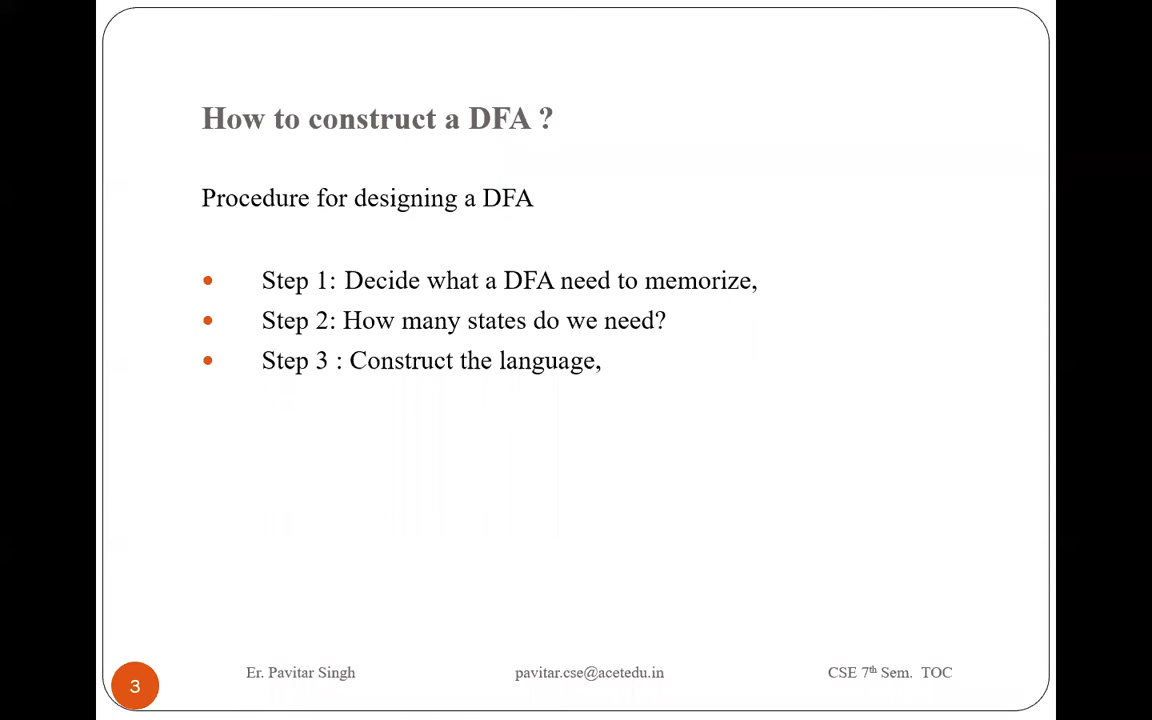 How to construct a DFA ?
Procedure for designing a DFA
• Step 1: Decide what a DFA need to memorize,
• Step 2: How many states do we need?
• Step 3 : Construct the language,
3
Er. Pavitar Singh
pavitar.cse@acetedu.in
CSE 7th Sem. TOC